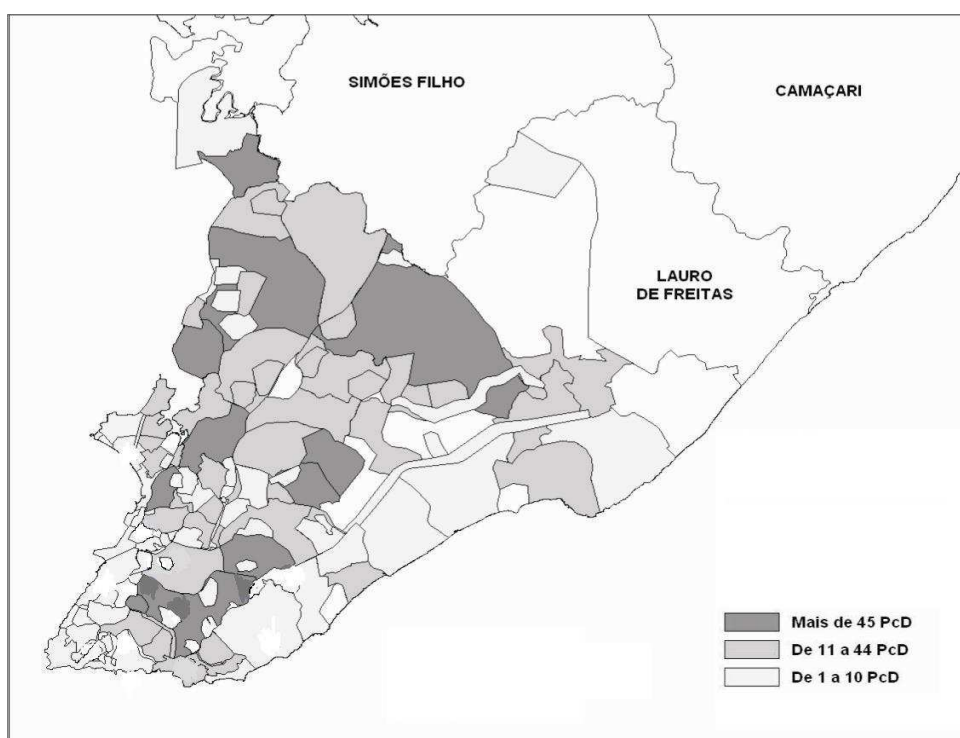 SIMÕES FILHO
CAMAÇARI
LAURO
DE FREITAS
Mais de 45 PcD
De 11 a 44 PcD
De 1 a 10 PcD